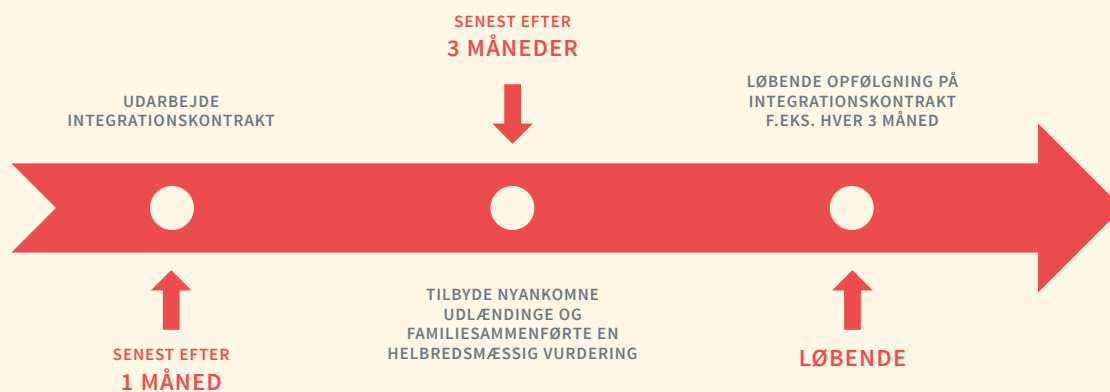 UDARBEJDE
INTEGRATIONSKONTRAKT
SENEST EFTER
1 MÅNED
SENEST EFTER
3 MÅNEDER
TILBYDE NYANKOMNE
UDLÆNDINGE OG
FAMILIESAMMENFØRTE EN
HELBREDSMÆSSIG VURDERING
LØBENDE OPFØLGNING PÅ
INTEGRATIONSKONTRAKT
F.EKS. HVER 3 MÅNED
LØBENDE